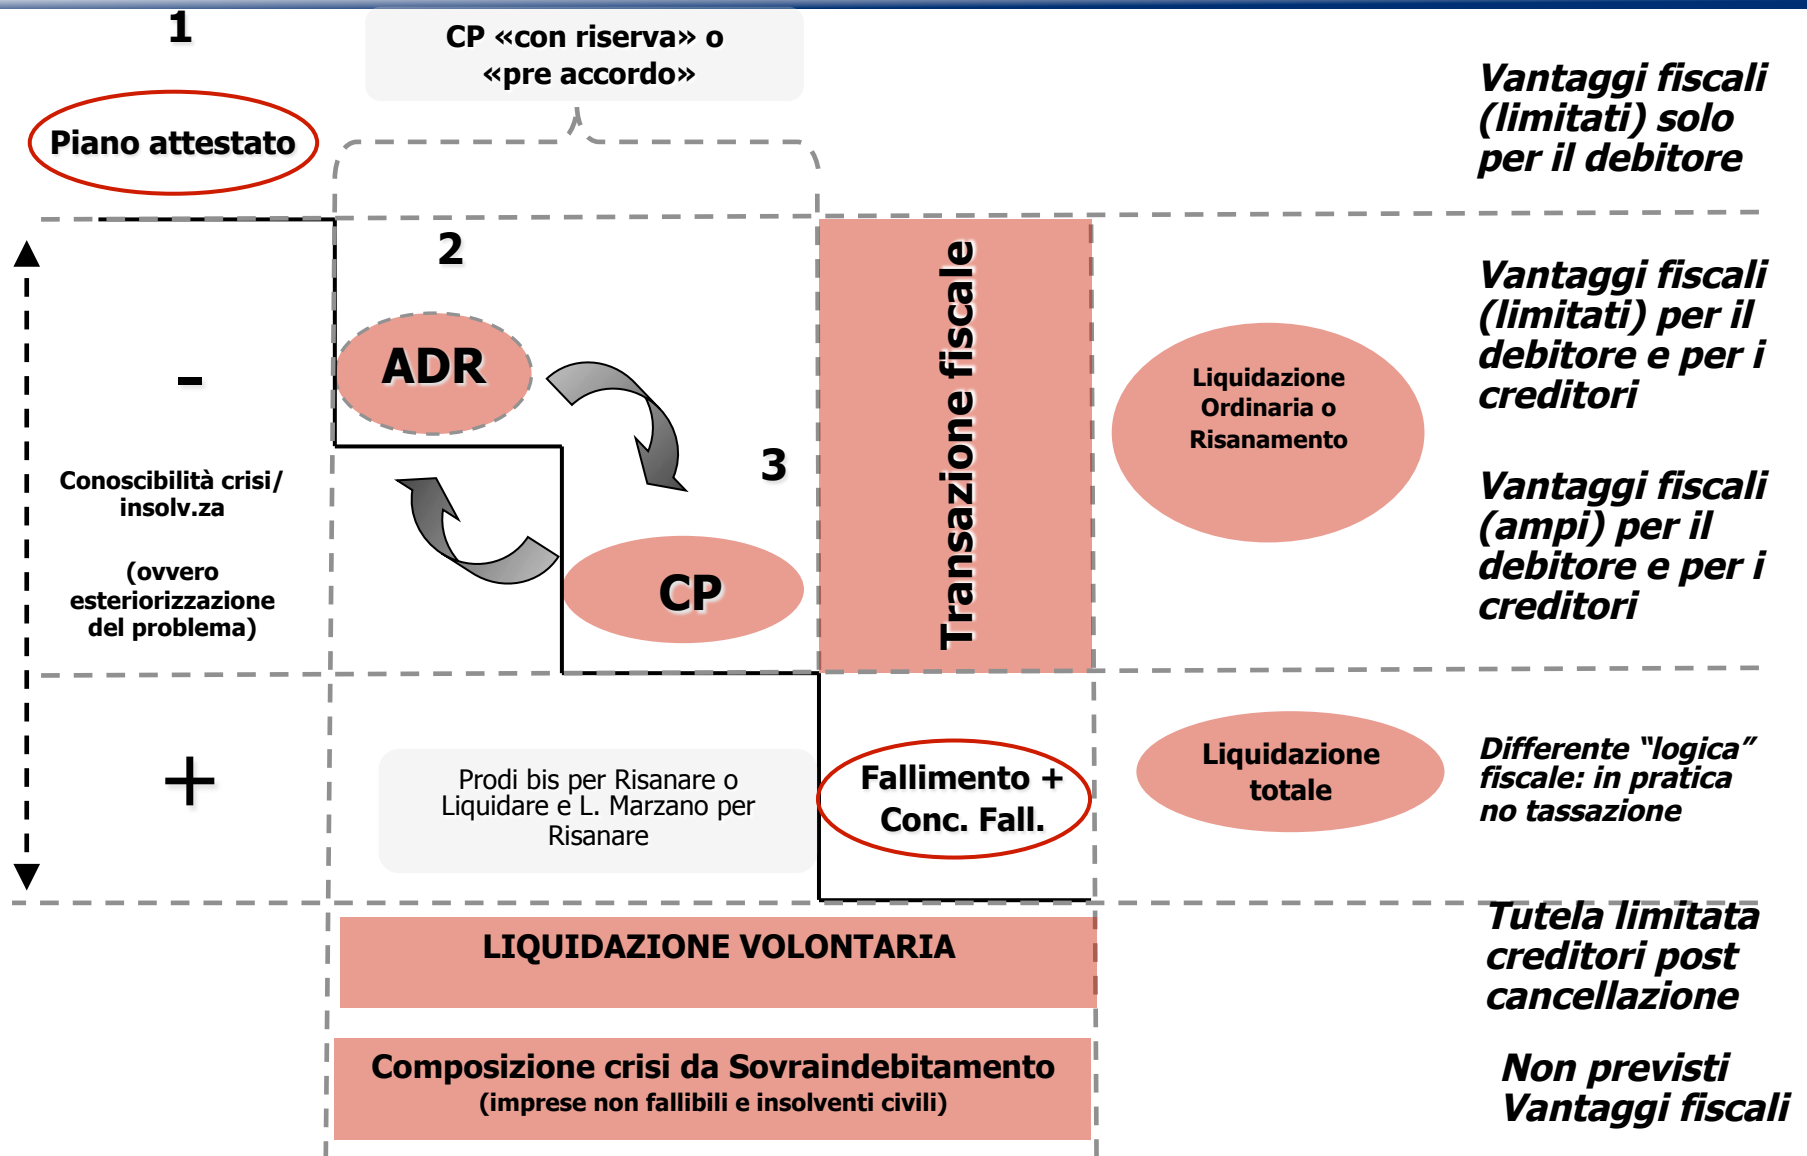 1
CP «con riserva» o
«pre accordo»
Piano attestato
Vantaggi fiscali
(limitati) solo
per il debitore
2
ADR
-
Conoscibilità crisi/
insolv.za
(ovvero
esteriorizzazione
del problema)
3
CP
Transazione fiscale
Liquidazione
Ordinaria o
Risanamento
Vantaggi fiscali
(limitati) per il
debitore e per i
creditori
Vantaggi fiscali
(ampi) per il
debitore e per i
creditori
+
Prodi bis per Risanare o
Liquidare e L. Marzano per
Risanare
Fallimento +
Conc. Fall.
Liquidazione
totale
Differente “logica”
fiscale: in pratica
no tassazione
LIQUIDAZIONE VOLONTARIA
Tutela limitata
creditori post
cancellazione
Composizione crisi da Sovraindebitamento
(imprese non fallibili e insolventi civili)
Non previsti
Vantaggi fiscali